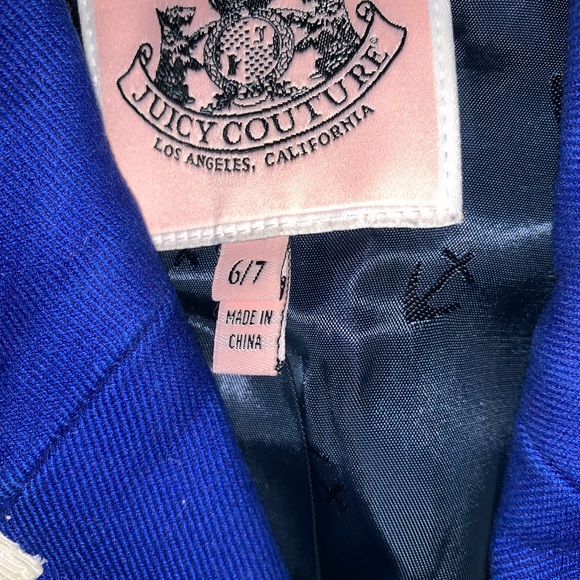 JUICY COUTURE
LOS ANGELES, CALIFORNIA
6/7
MADE IN
CHINA